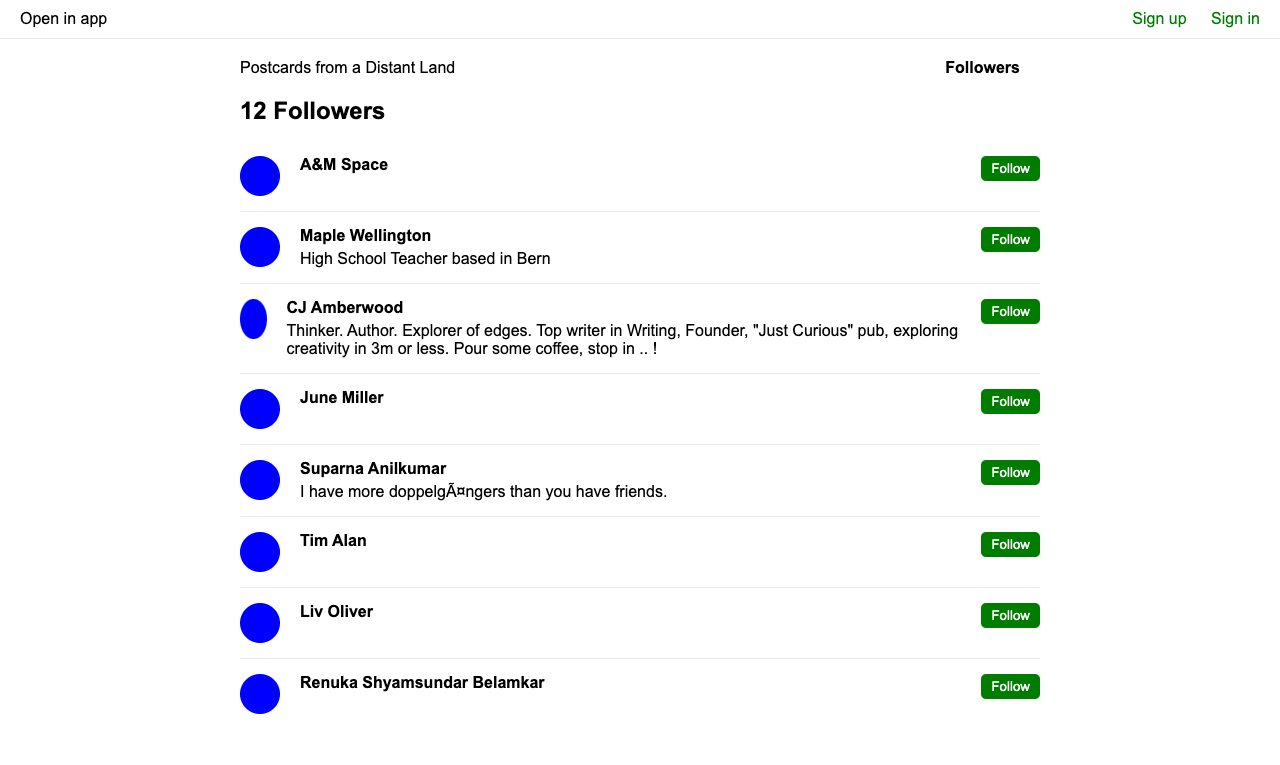 Open in app
Sign up
Sign in
Postcards from a Distant Land
Followers
12 Followers
A&M Space
Follow
Maple Wellington
Follow
High School Teacher based in Bern
CJ Amberwood
Follow
Thinker. Author. Explorer of edges. Top writer in Writing, Founder, "Just Curious" pub, exploring
creativity in 3m or less. Pour some coffee, stop in .. !
June Miller
Follow
Suparna Anilkumar
Follow
I have more doppelgÃ¤ngers than you have friends.
Tim Alan
Follow
Liv Oliver
Follow
Renuka Shyamsundar Belamkar
Follow